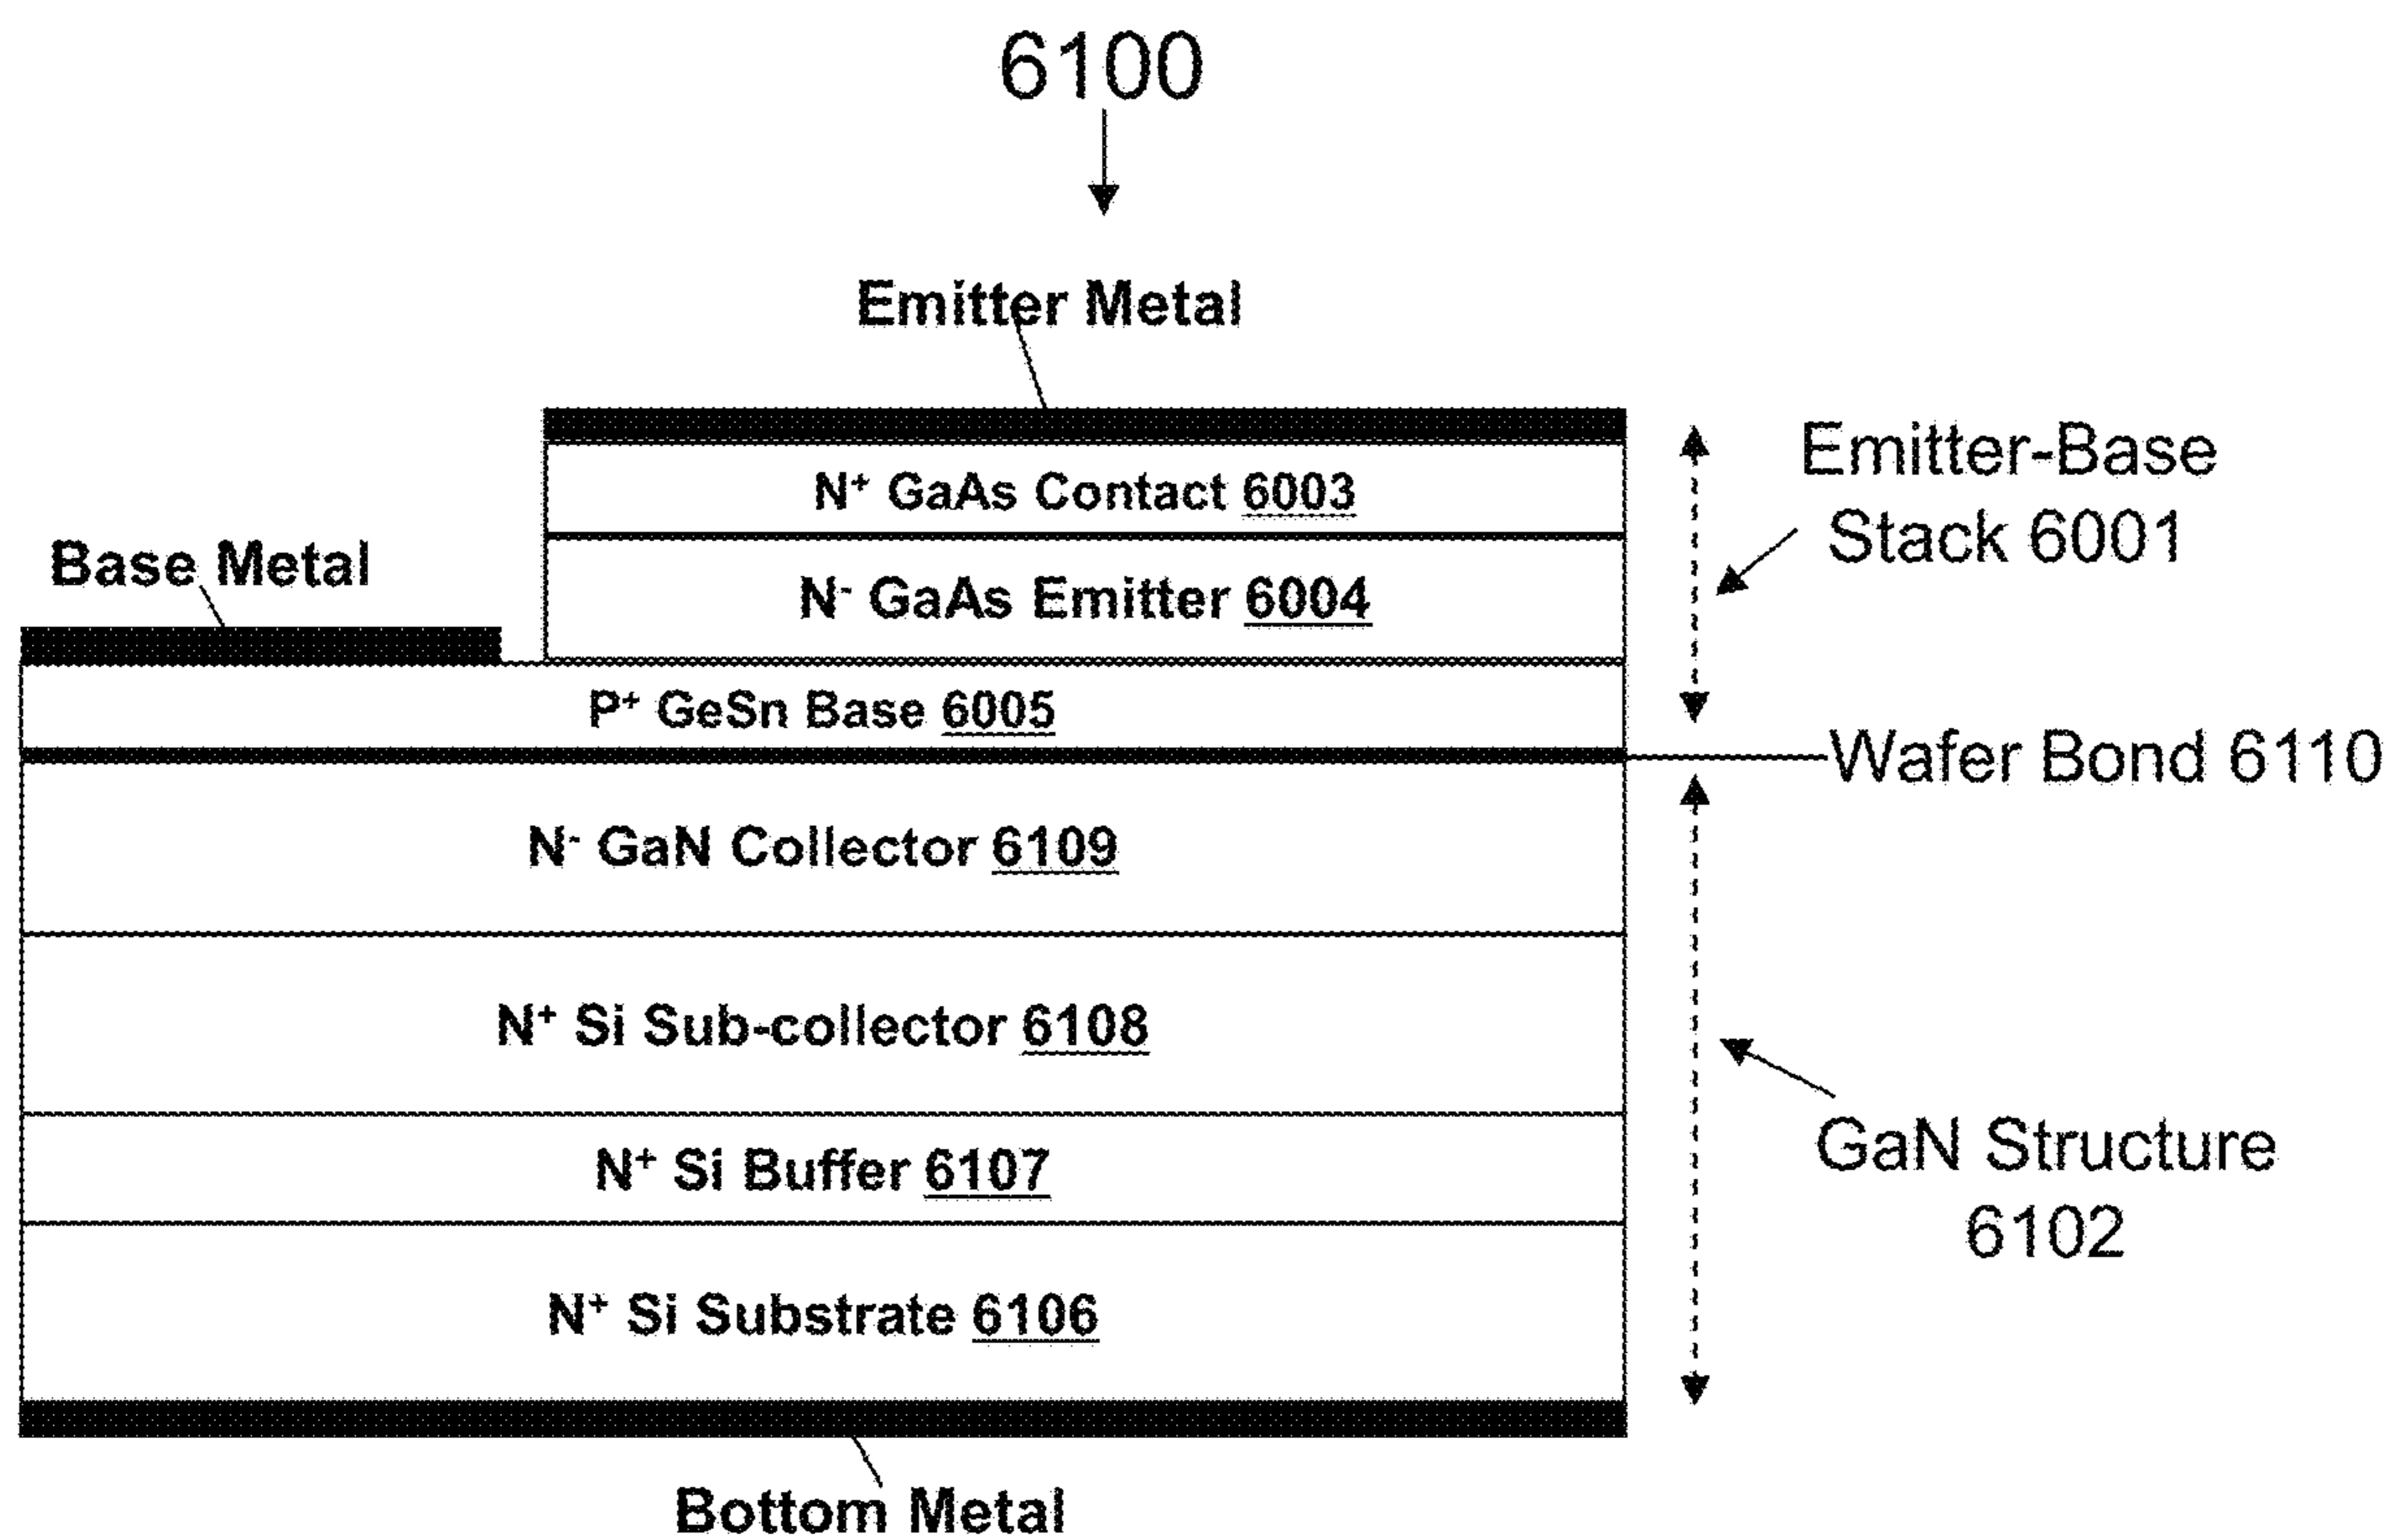 6100
Emitter Metal
N⁺ GaAs Contact 6003
Emitter-Base
Stack 6001
Base Metal
N⁻ GaAs Emitter 6004
P⁺ GeSn Base 6005
Wafer Bond 6110
N⁻ GaN Collector 6109
N⁺ Si Sub-collector 6108
GaN Structure
6102
N⁺ Si Buffer 6107
N⁺ Si Substrate 6106
Bottom Metal